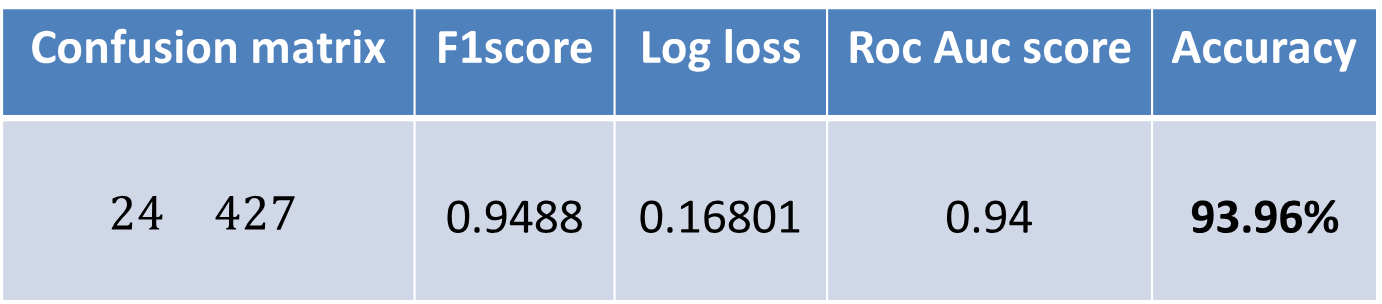 Confusion matrix F1score Log loss Roc Auc score Accuracy
24 427 0.9488 0.16801 0.94 93.96%